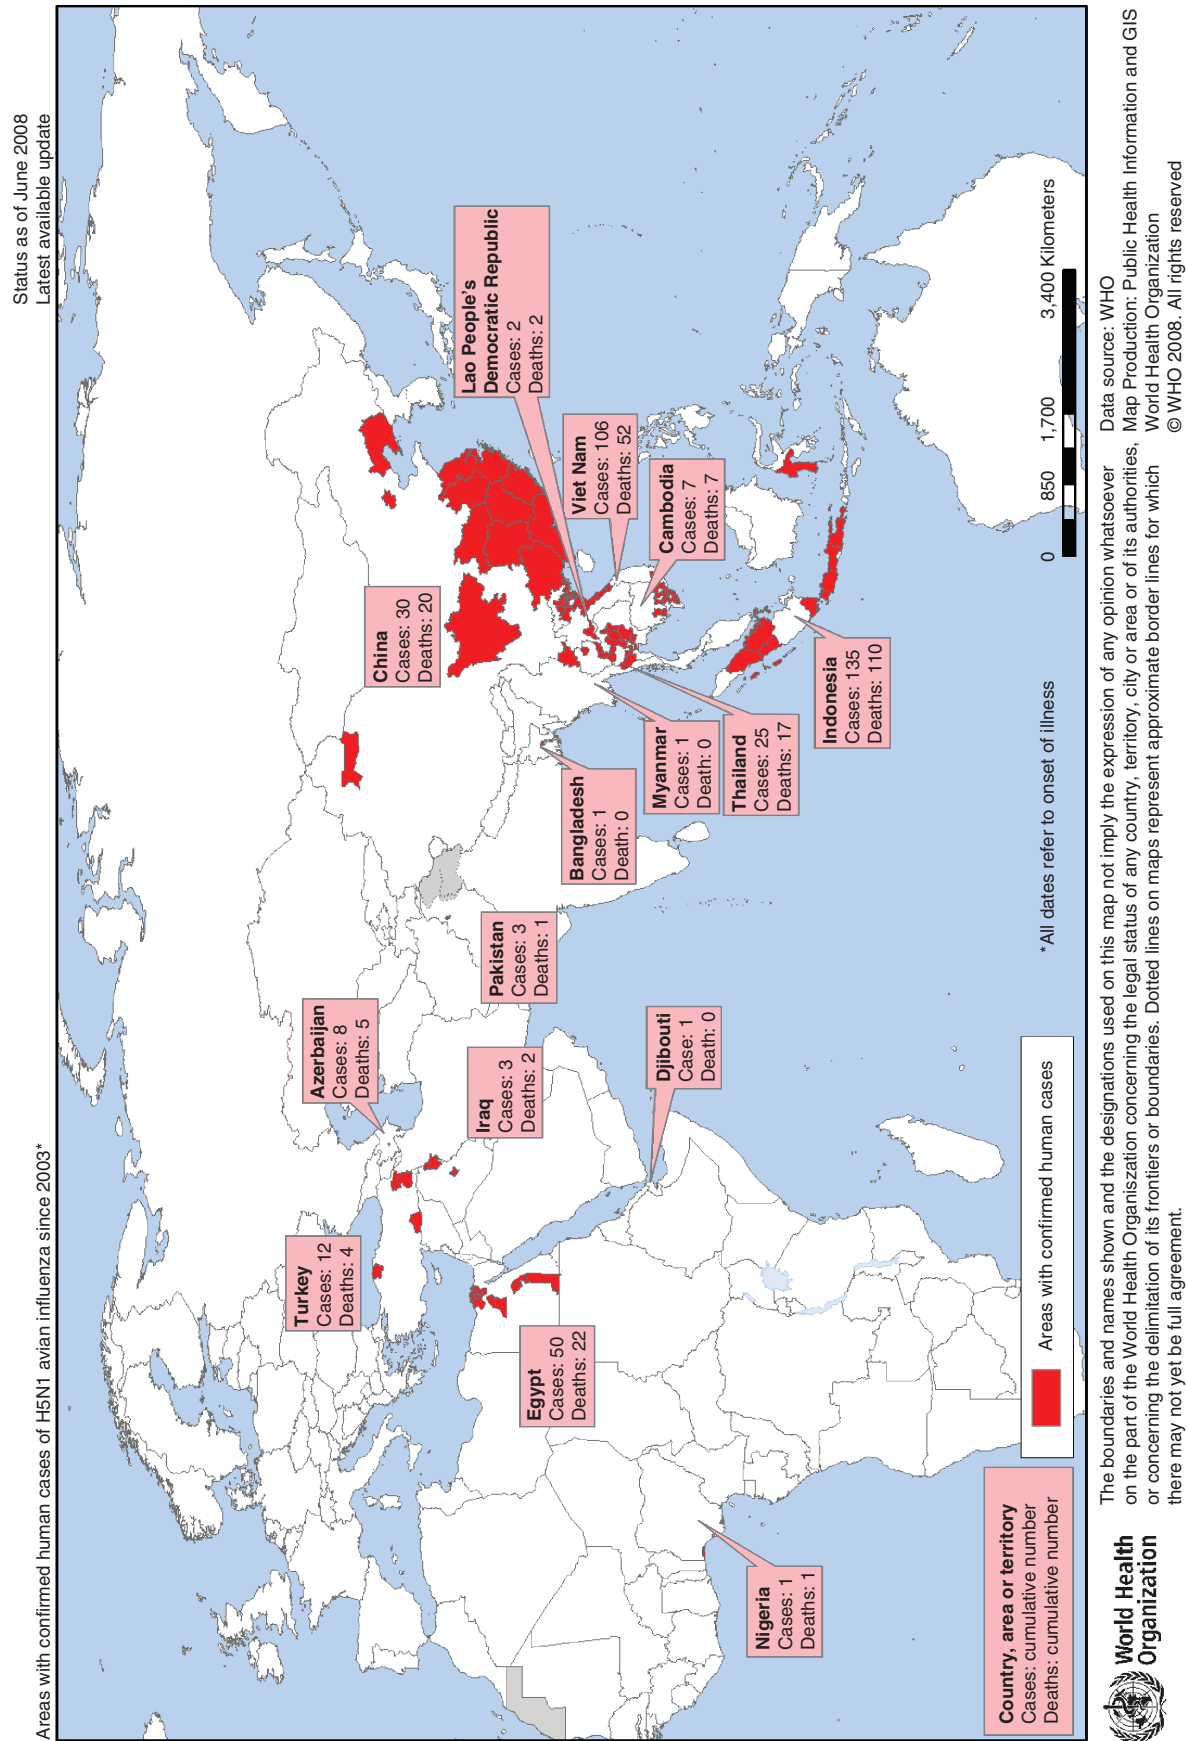 Areas with confirmed human cases of H5N1 avian influenza since 2003*
Status as of June 2008
Latest available update
Turkey
Cases: 12
Deaths: 4
Azerbaijan
Cases: 8
Deaths: 5
China
Cases: 30
Deaths: 20
Lao People's
Democratic Republic
Cases: 2
Deaths: 2
Iraq
Cases: 3
Deaths: 2
Pakistan
Cases: 3
Deaths: 1
Egypt
Cases: 50
Deaths: 22
Bangladesh
Cases: 1
Death: 0
Viet Nam
Cases: 106
Deaths: 52
Djibouti
Case: 1
Death: 0
Myanmar
Cases: 1
Death: 0
Cambodia
Cases: 7
Deaths: 7
Thailand
Cases: 25
Deaths: 17
Nigeria
Cases: 1
Deaths: 1
Indonesia
Cases: 135
Deaths: 110
Country, area or territory
Cases: cumulative number
Deaths: cumulative number
Areas with confirmed human cases
*All dates refer to onset of illness
0 850 1,700 3,400 Kilometers
World Health
Organization
The boundaries and names shown and the designations used on this map not imply the expression of any opinion whatsoever
on the part of the World Health Organiszation concerning the legal status of any country, territory, city or area or of its authorities,
or concerning the delimitation of its frontiers or boundaries. Dotted lines on maps represent approximate border lines for which
there may not yet be full agreement.
Data source: WHO
Map Production: Public Health Information and GIS
World Health Organization
© WHO 2008. All rights reserved